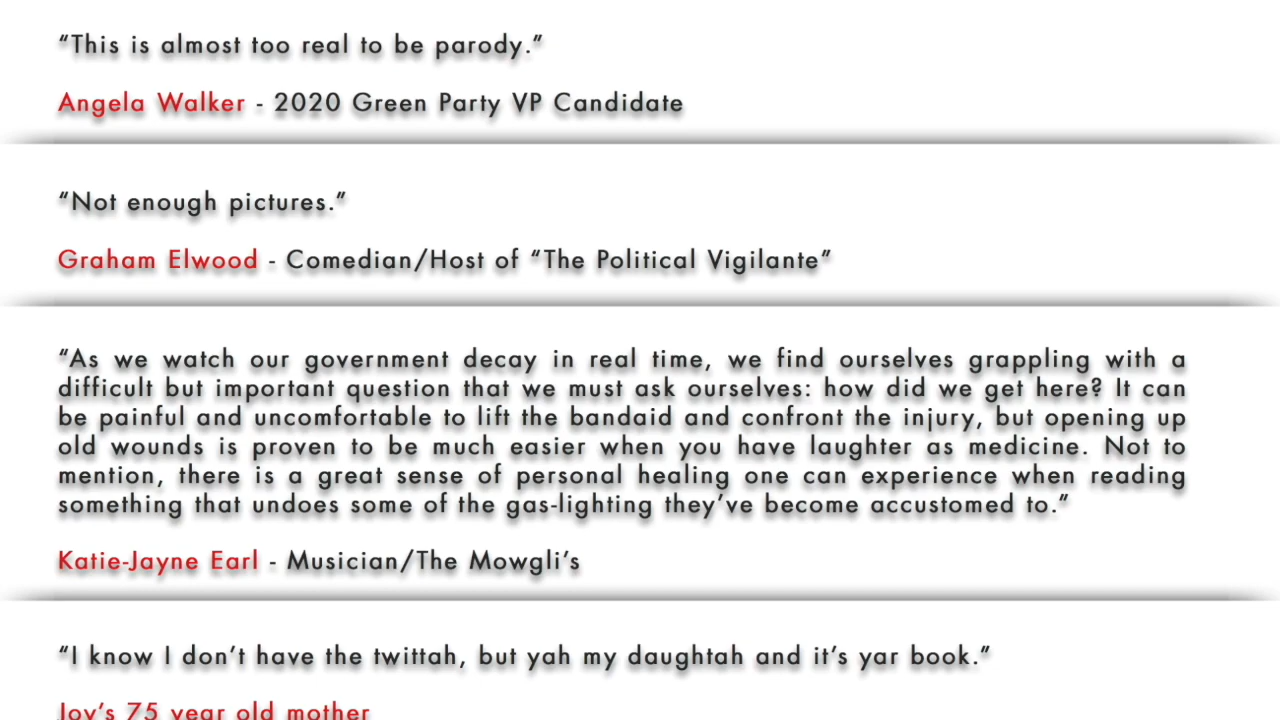 “This is almost too real to be parody.”
Angela Walker - 2020 Green Party VP Candidate
“Not enough pictures.”
Graham Elwood - Comedian/Host of “The Political Vigilante”
“As we watch our government decay in real time, we find ourselves grappling with a
difficult but important question that we must ask ourselves: how did we get here? It can
be painful and uncomfortable to lift the bandaid and confront the injury, but opening up
old wounds is proven to be much easier when you have laughter as medicine. Not to
mention, there is a great sense of personal healing one can experience when reading
something that undoes some of the gas-lighting they’ve become accustomed to.”
Katie-Jayne Earl - Musician/The Mowgli’s
“I know I don’t have the twittah, but yah my daughtah and it’s yar book.”
Joy’s 75 year old mother